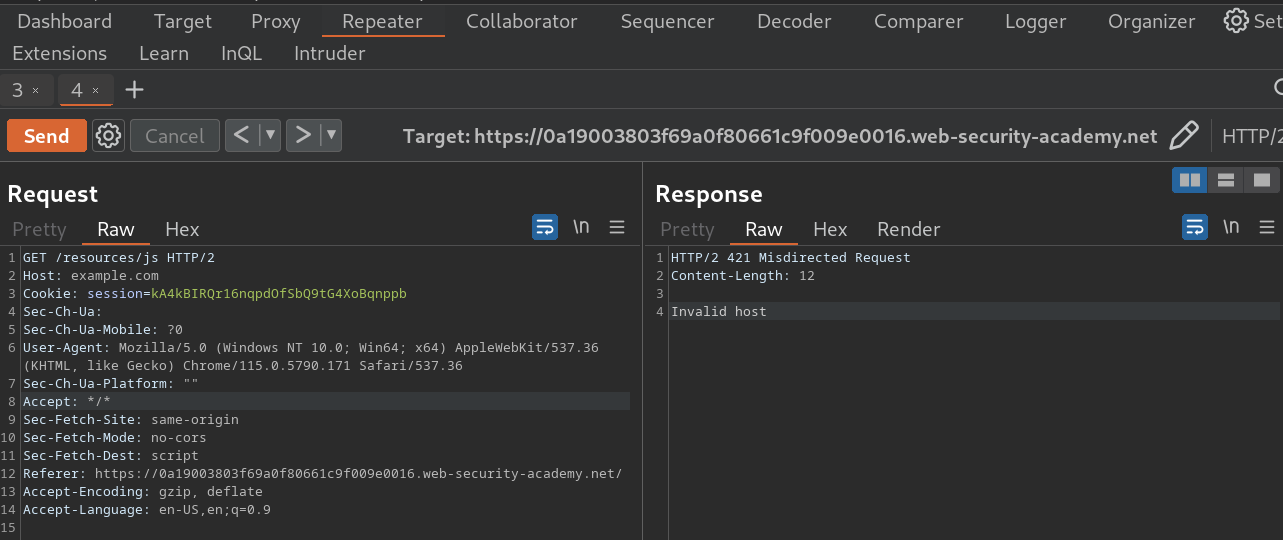 Dashboard Target Proxy Repeater Collaborator Sequencer Decoder Comparer Logger Organizer Set
Extensions Learn InQL Intruder
3 × 4 × +
Send Cancel < ▼ > ▼ Target: https://0a19003803f69a0f80661c9f009e0016.web-security-academy.net HTTP/2
Request
Pretty Raw Hex \n
1 GET /resources/js HTTP/2
2 Host: example.com
3 Cookie: session=kA4kBIRQr16nqpdOfSbQ9tG4XoBqnppb
4 Sec-Ch-Ua:
5 Sec-Ch-Ua-Mobile: ?0
6 User-Agent: Mozilla/5.0 (Windows NT 10.0; Win64; x64) AppleWebKit/537.36
(KHTML, like Gecko) Chrome/115.0.5790.171 Safari/537.36
7 Sec-Ch-Ua-Platform: ""
8 Accept: */*
9 Sec-Fetch-Site: same-origin
10 Sec-Fetch-Mode: no-cors
11 Sec-Fetch-Dest: script
12 Referer: https://0a19003803f69a0f80661c9f009e0016.web-security-academy.net/
13 Accept-Encoding: gzip, deflate
14 Accept-Language: en-US,en;q=0.9
15
Response
Pretty Raw Hex Render \n
1 HTTP/2 421 Misdirected Request
2 Content-Length: 12
3
4 Invalid host